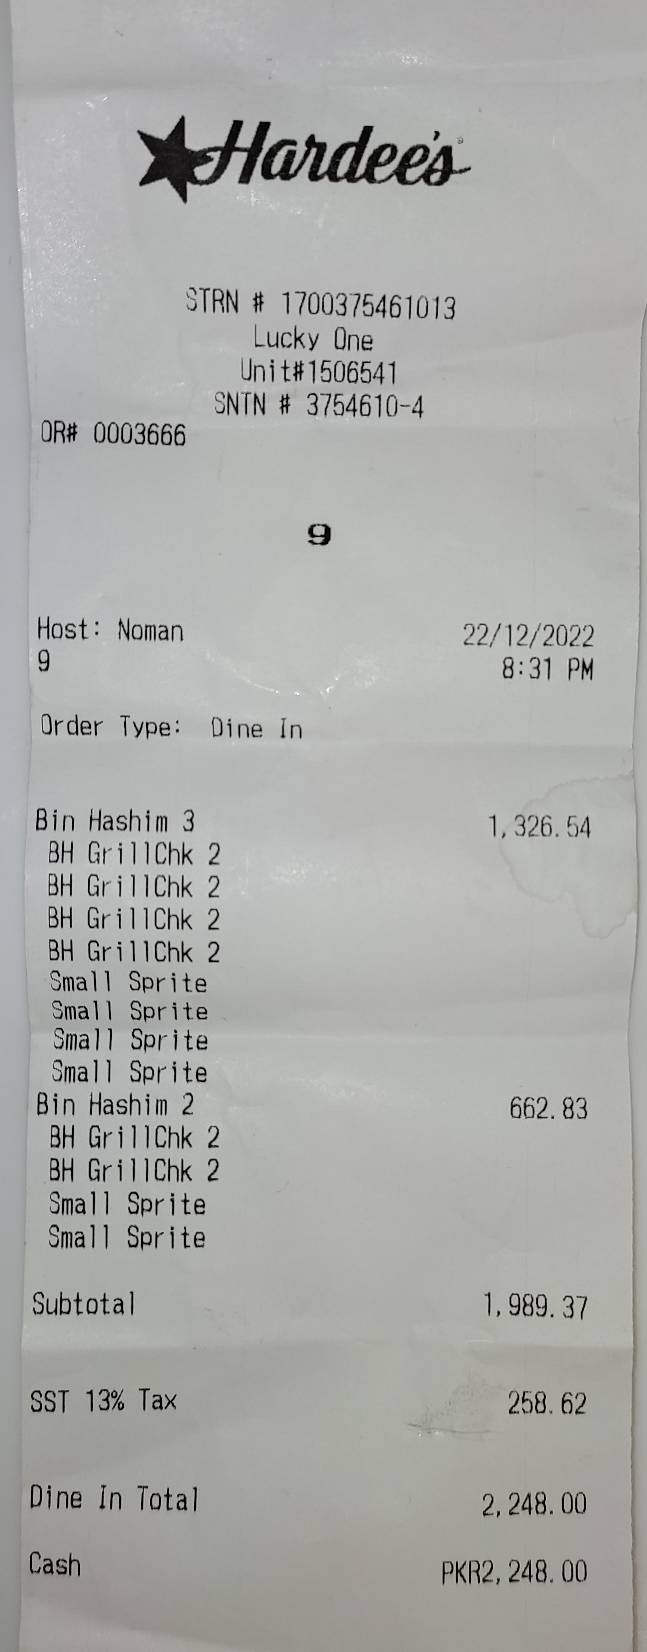 Hardee's
STRN # 1700375461013
Lucky One
Unit#1506541
SNTN # 3754610-4
OR# 0003666
9
Host: Noman 22/12/2022
9 8:31 PM
Order Type: Dine In
Bin Hashim 3 1,326.54
BH GrillChk 2
BH GrillChk 2
BH GrillChk 2
BH GrillChk 2
Small Sprite
Small Sprite
Small Sprite
Small Sprite
Bin Hashim 2 662.83
BH GrillChk 2
BH GrillChk 2
Small Sprite
Small Sprite
Subtotal 1,989.37
SST 13% Tax 258.62
Dine In Total 2,248.00
Cash PKR2,248.00